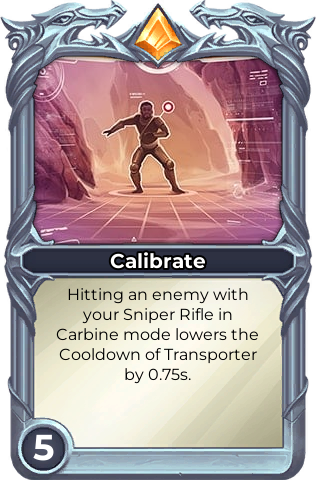 Calibrate
Hitting an enemy with
your Sniper Rifle in
Carbine mode lowers the
Cooldown of Transporter
by 0.75s.
5